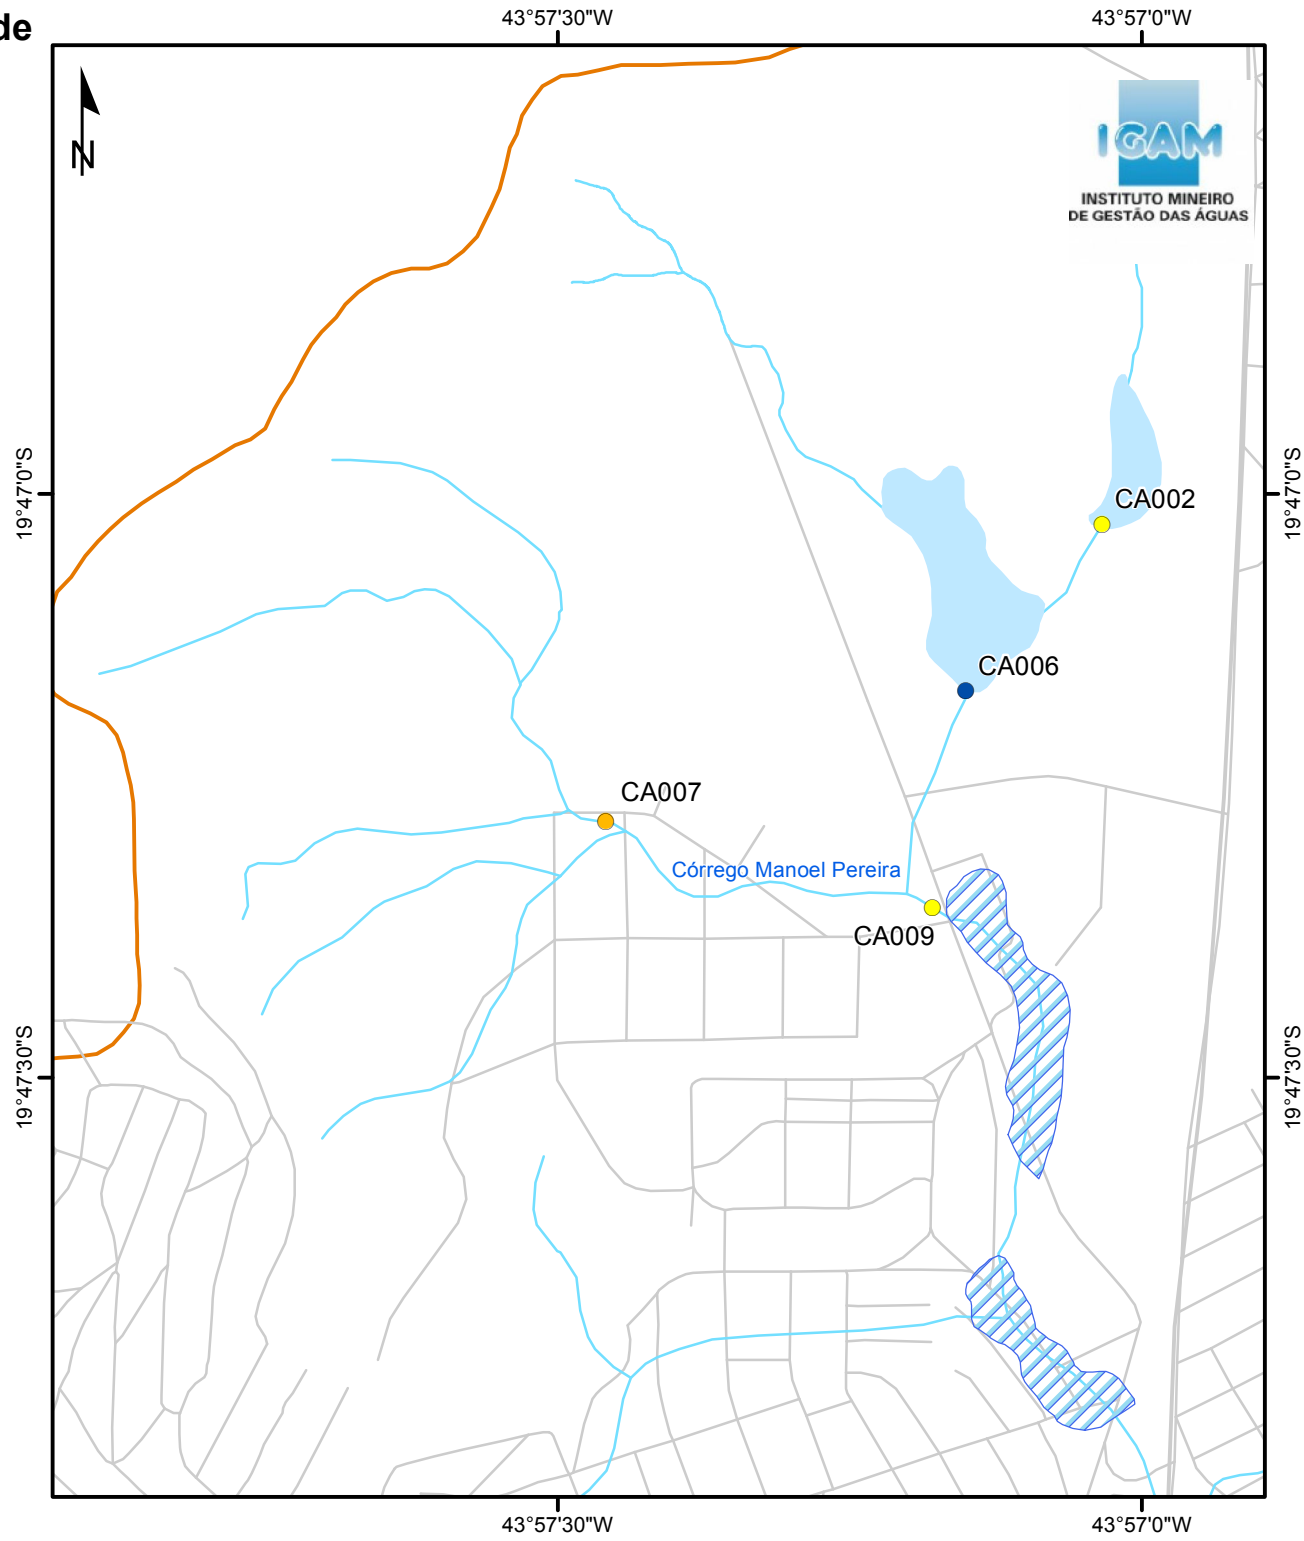 de
43°57'30"W
43°57'0"W
N
IGAM
INSTITUTO MINEIRO
DE GESTÃO DAS ÁGUAS
19°47'0"S
19°47'0"S
CA002
CA006
CA007
Córrego Manoel Pereira
CA009
19°47'30"S
19°47'30"S
43°57'30"W
43°57'0"W